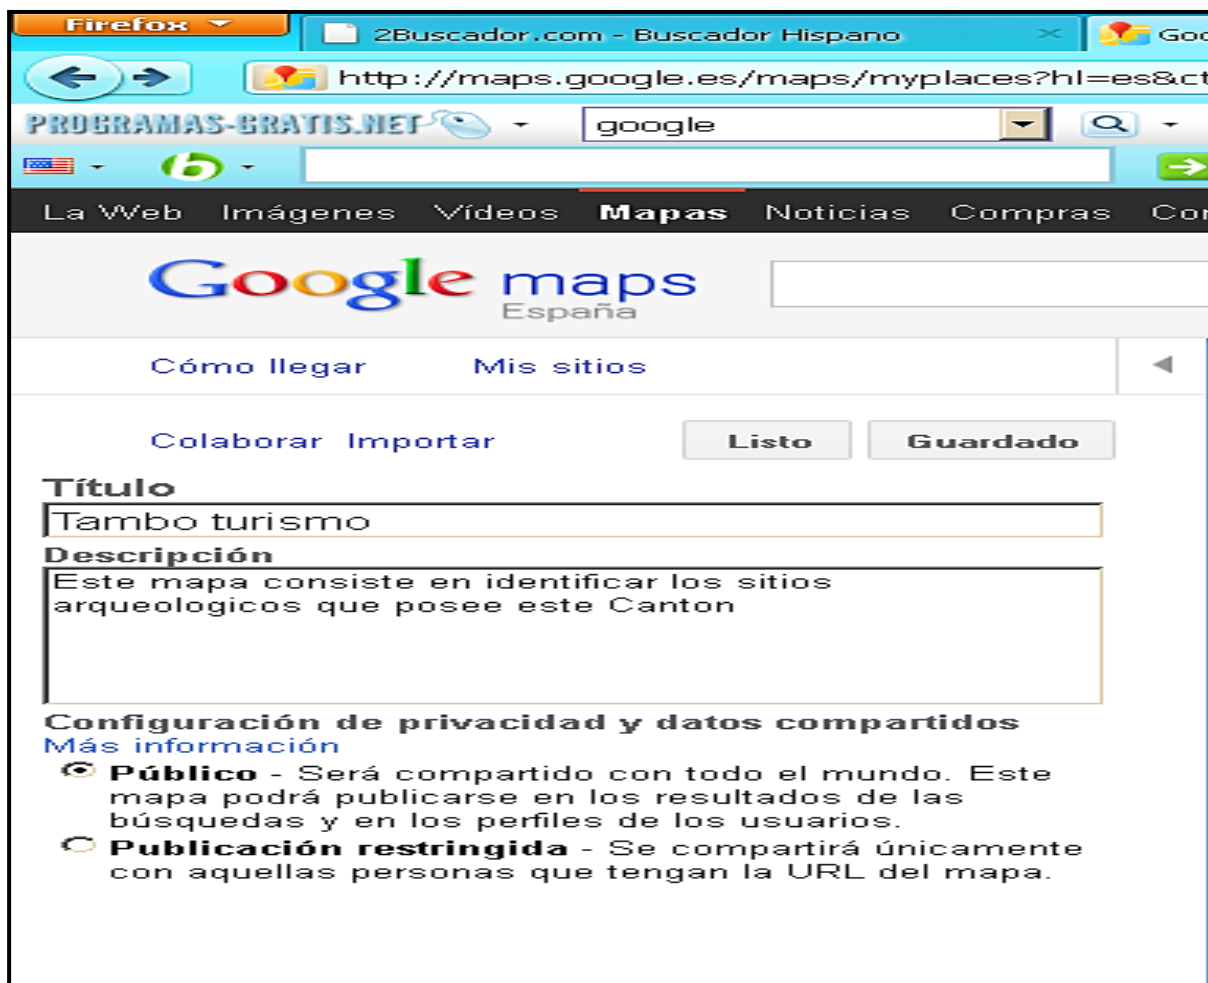 Firefox
2Buscador.com - Buscador Hispano
Goo
http://maps.google.es/maps/myplaces?hl=es&ct
PROGRAMAS-GRATIS.NET
google
b
La Web Imágenes Vídeos Mapas Noticias Compras Cor
Google maps
España
Cómo llegar Mis sitios
Colaborar Importar Listo Guardado
Título
Tambo turismo
Descripción
Este mapa consiste en identificar los sitios
arqueologicos que posee este Canton
Configuración de privacidad y datos compartidos
Más información
Público - Será compartido con todo el mundo. Este
mapa podrá publicarse en los resultados de las
búsquedas y en los perfiles de los usuarios.
Publicación restringida - Se compartirá únicamente
con aquellas personas que tengan la URL del mapa.